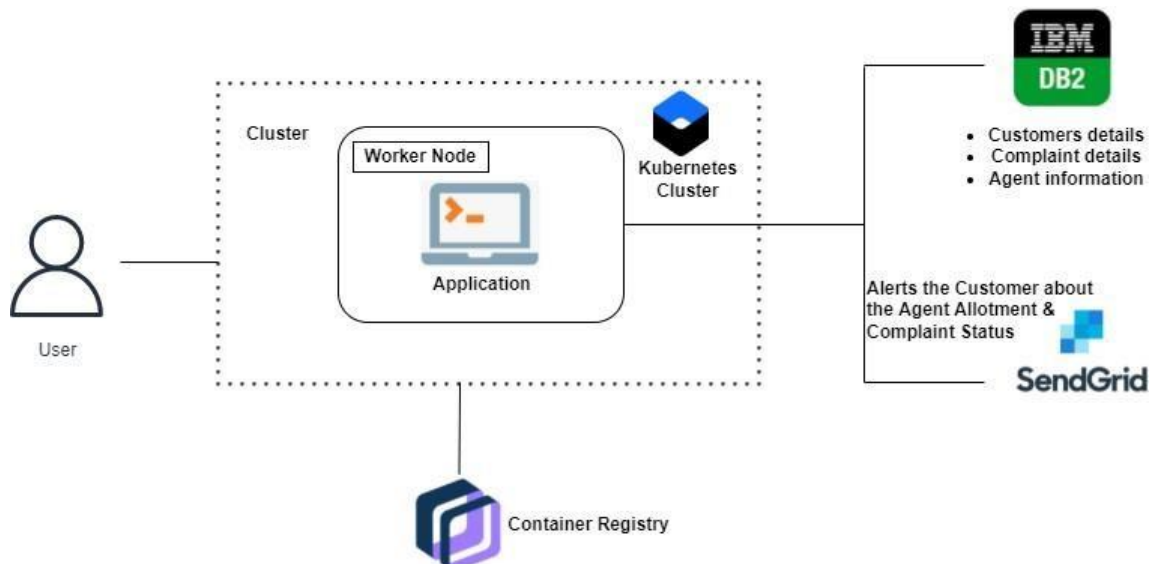 IBM
DB2
Customers details
Complaint details
Agent information
Cluster
Worker Node
Kubernetes
Cluster
Application
User
Alerts the Customer about
the Agent Allotment &
Complaint Status
SendGrid
Container Registry